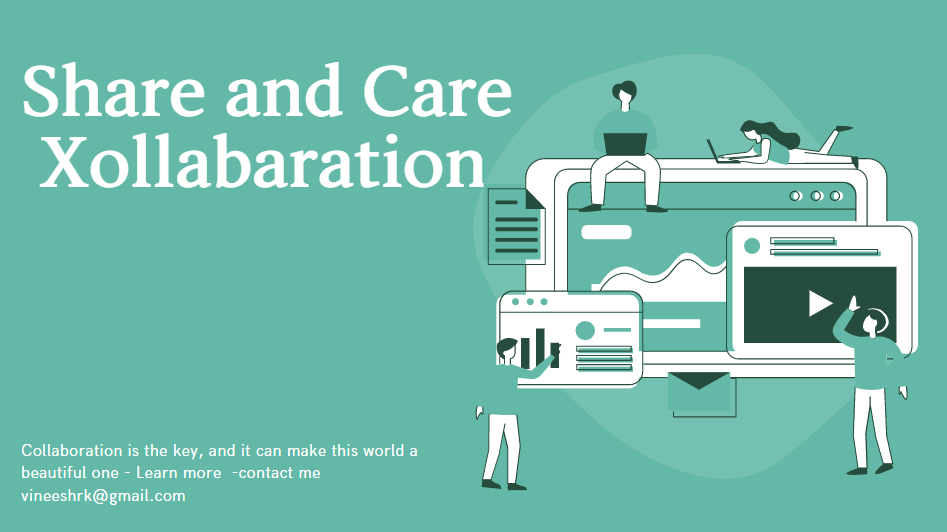 Share and Care
Xollabaration
Collaboration is the key, and it can make this world a
beautiful one - Learn more -contact me
vineeshrk@gmail.com